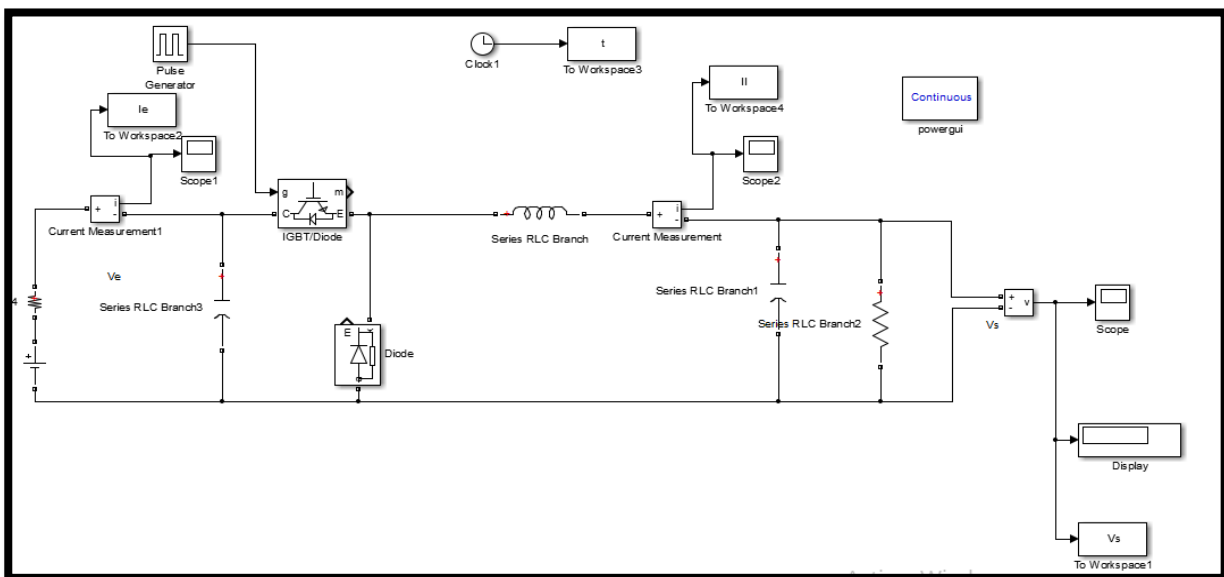 Pulse
Generator
Clock1
t
To Workspace3
Il
To Workspace4
Continuous
powergui
Ie
To Workspace2
Scope1
Scope2
g
m
C
E
IGBT/Diode
+
i
-
Current Measurement1
Series RLC Branch
+
i
-
Current Measurement
Ve
4
Series RLC Branch3
Series RLC Branch1
Series RLC Branch2
+
-
v
Vs
Scope
m
k
a
Diode
+
Display
Vs
To Workspace1